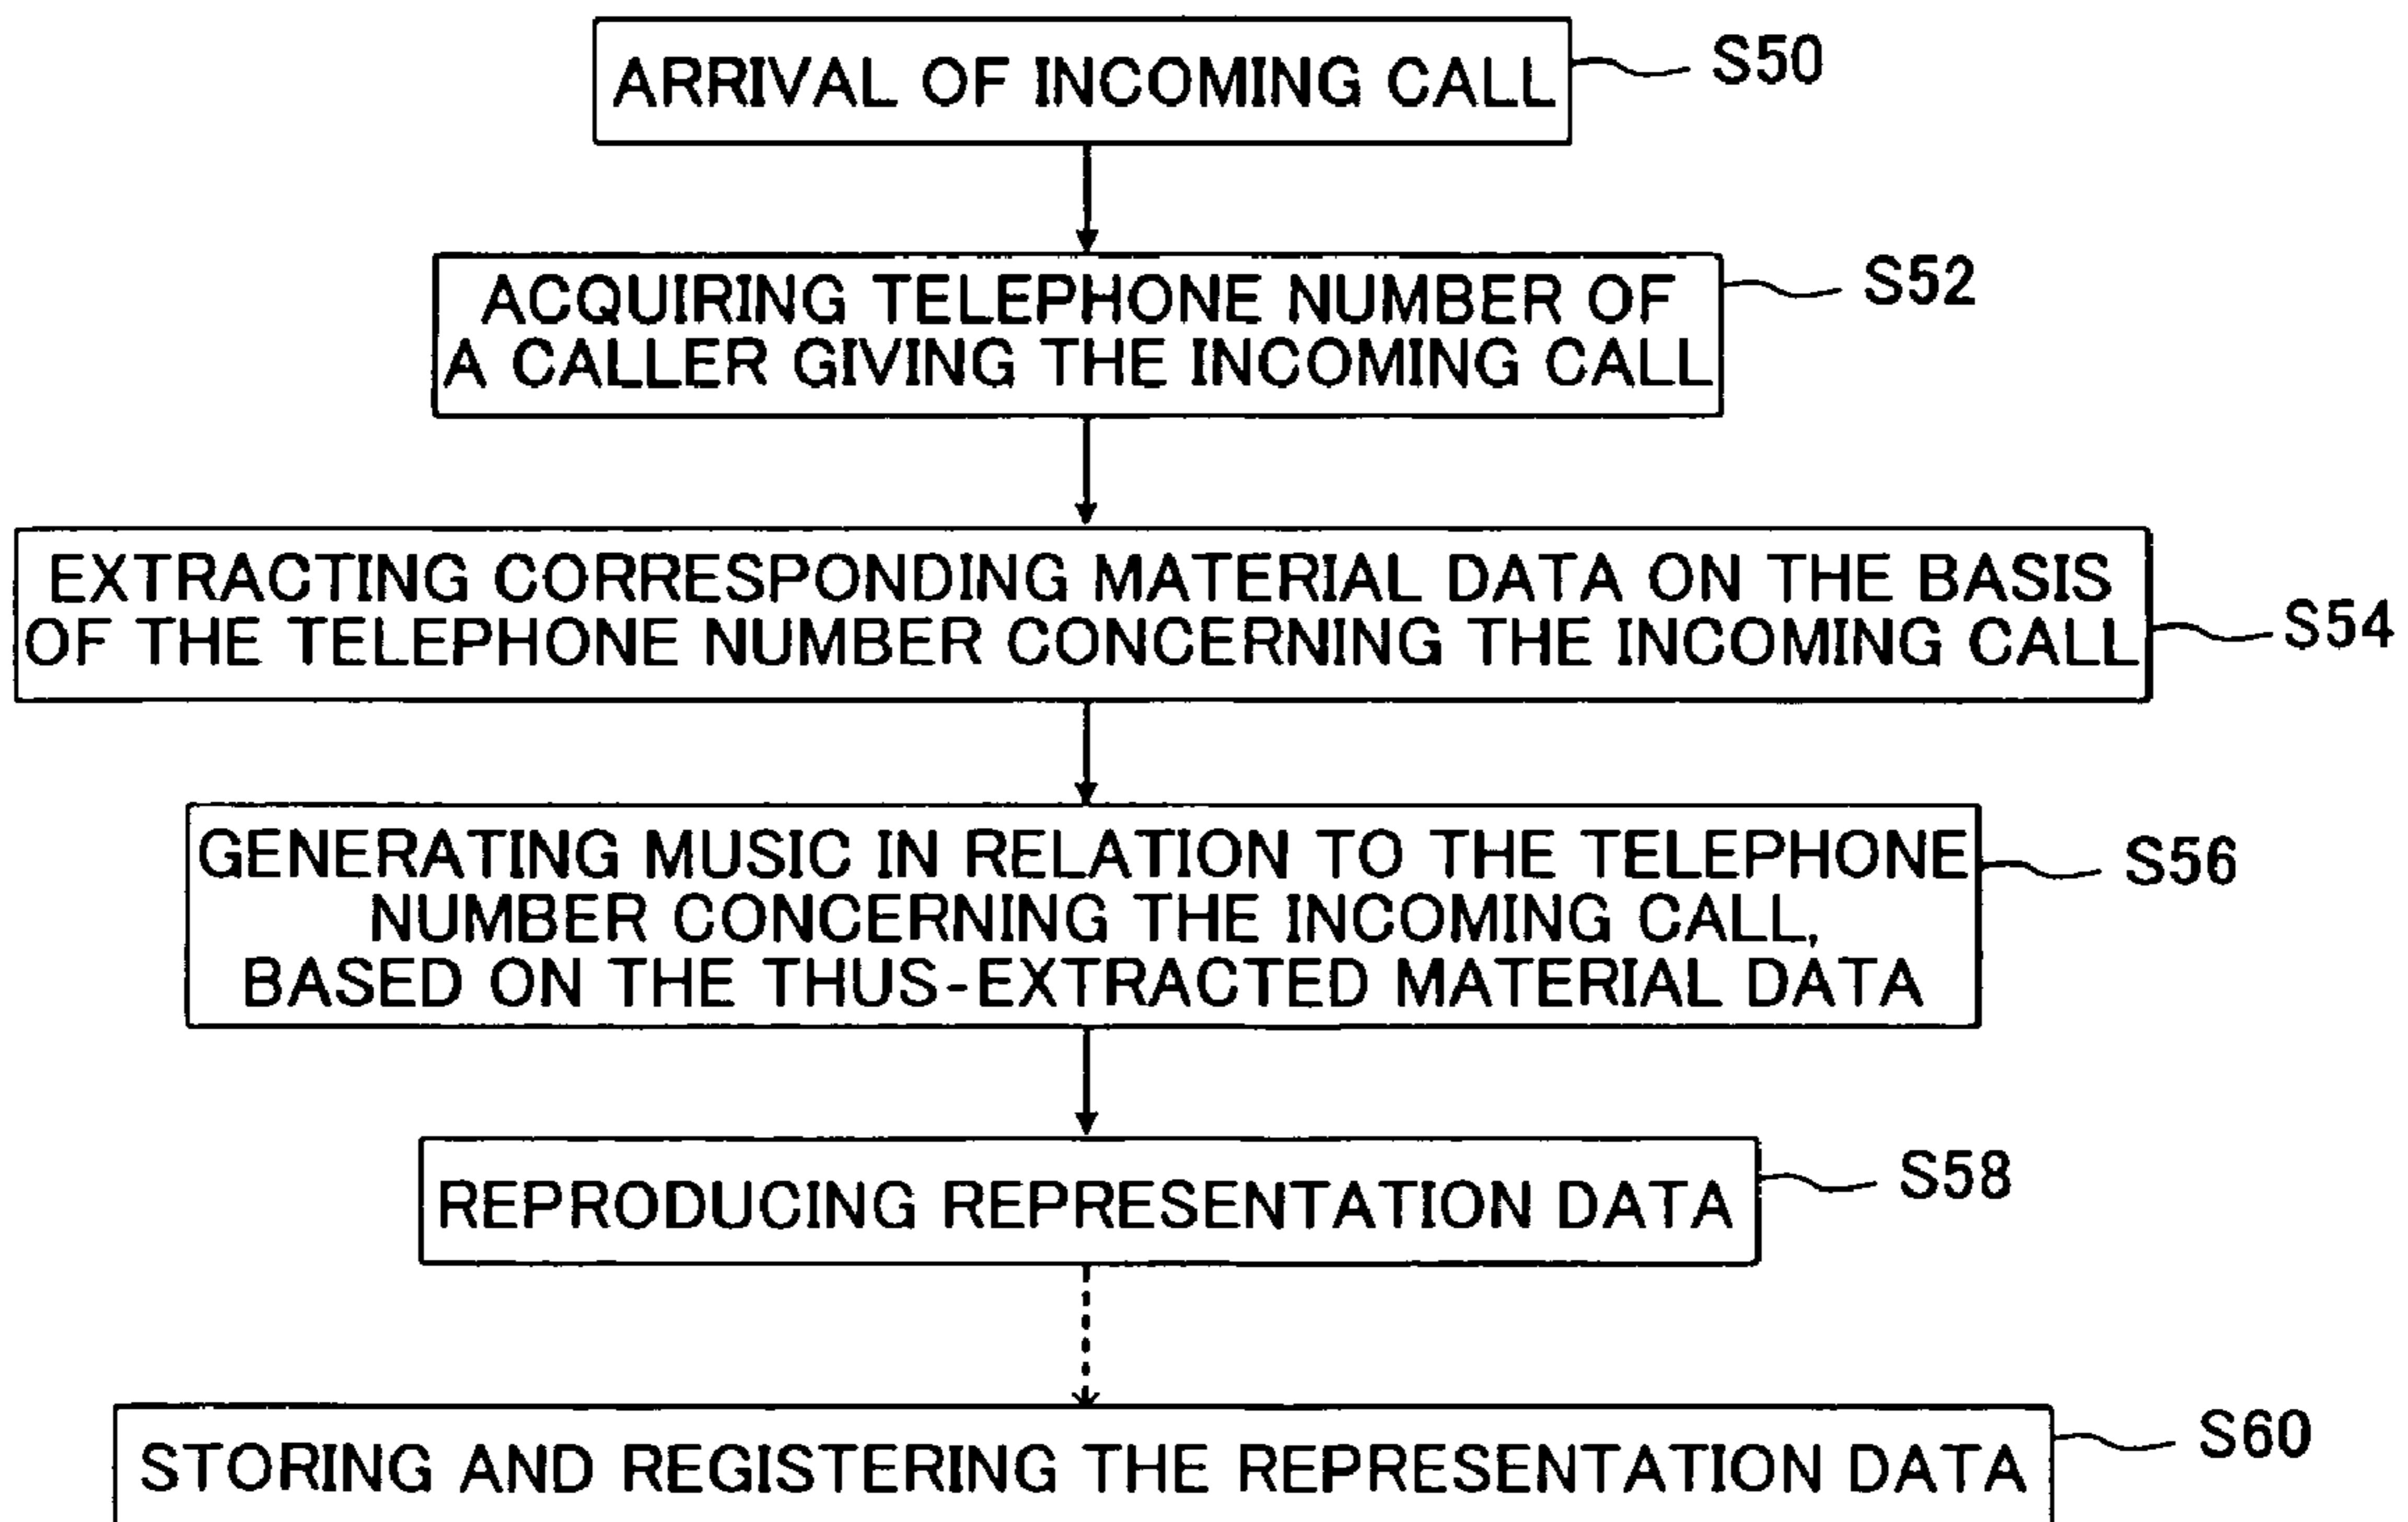 ARRIVAL OF INCOMING CALL
S50
ACQUIRING TELEPHONE NUMBER OF
A CALLER GIVING THE INCOMING CALL
S52
EXTRACTING CORRESPONDING MATERIAL DATA ON THE BASIS
OF THE TELEPHONE NUMBER CONCERNING THE INCOMING CALL
S54
GENERATING MUSIC IN RELATION TO THE TELEPHONE
NUMBER CONCERNING THE INCOMING CALL,
BASED ON THE THUS-EXTRACTED MATERIAL DATA
S56
REPRODUCING REPRESENTATION DATA
S58
STORING AND REGISTERING THE REPRESENTATION DATA
S60